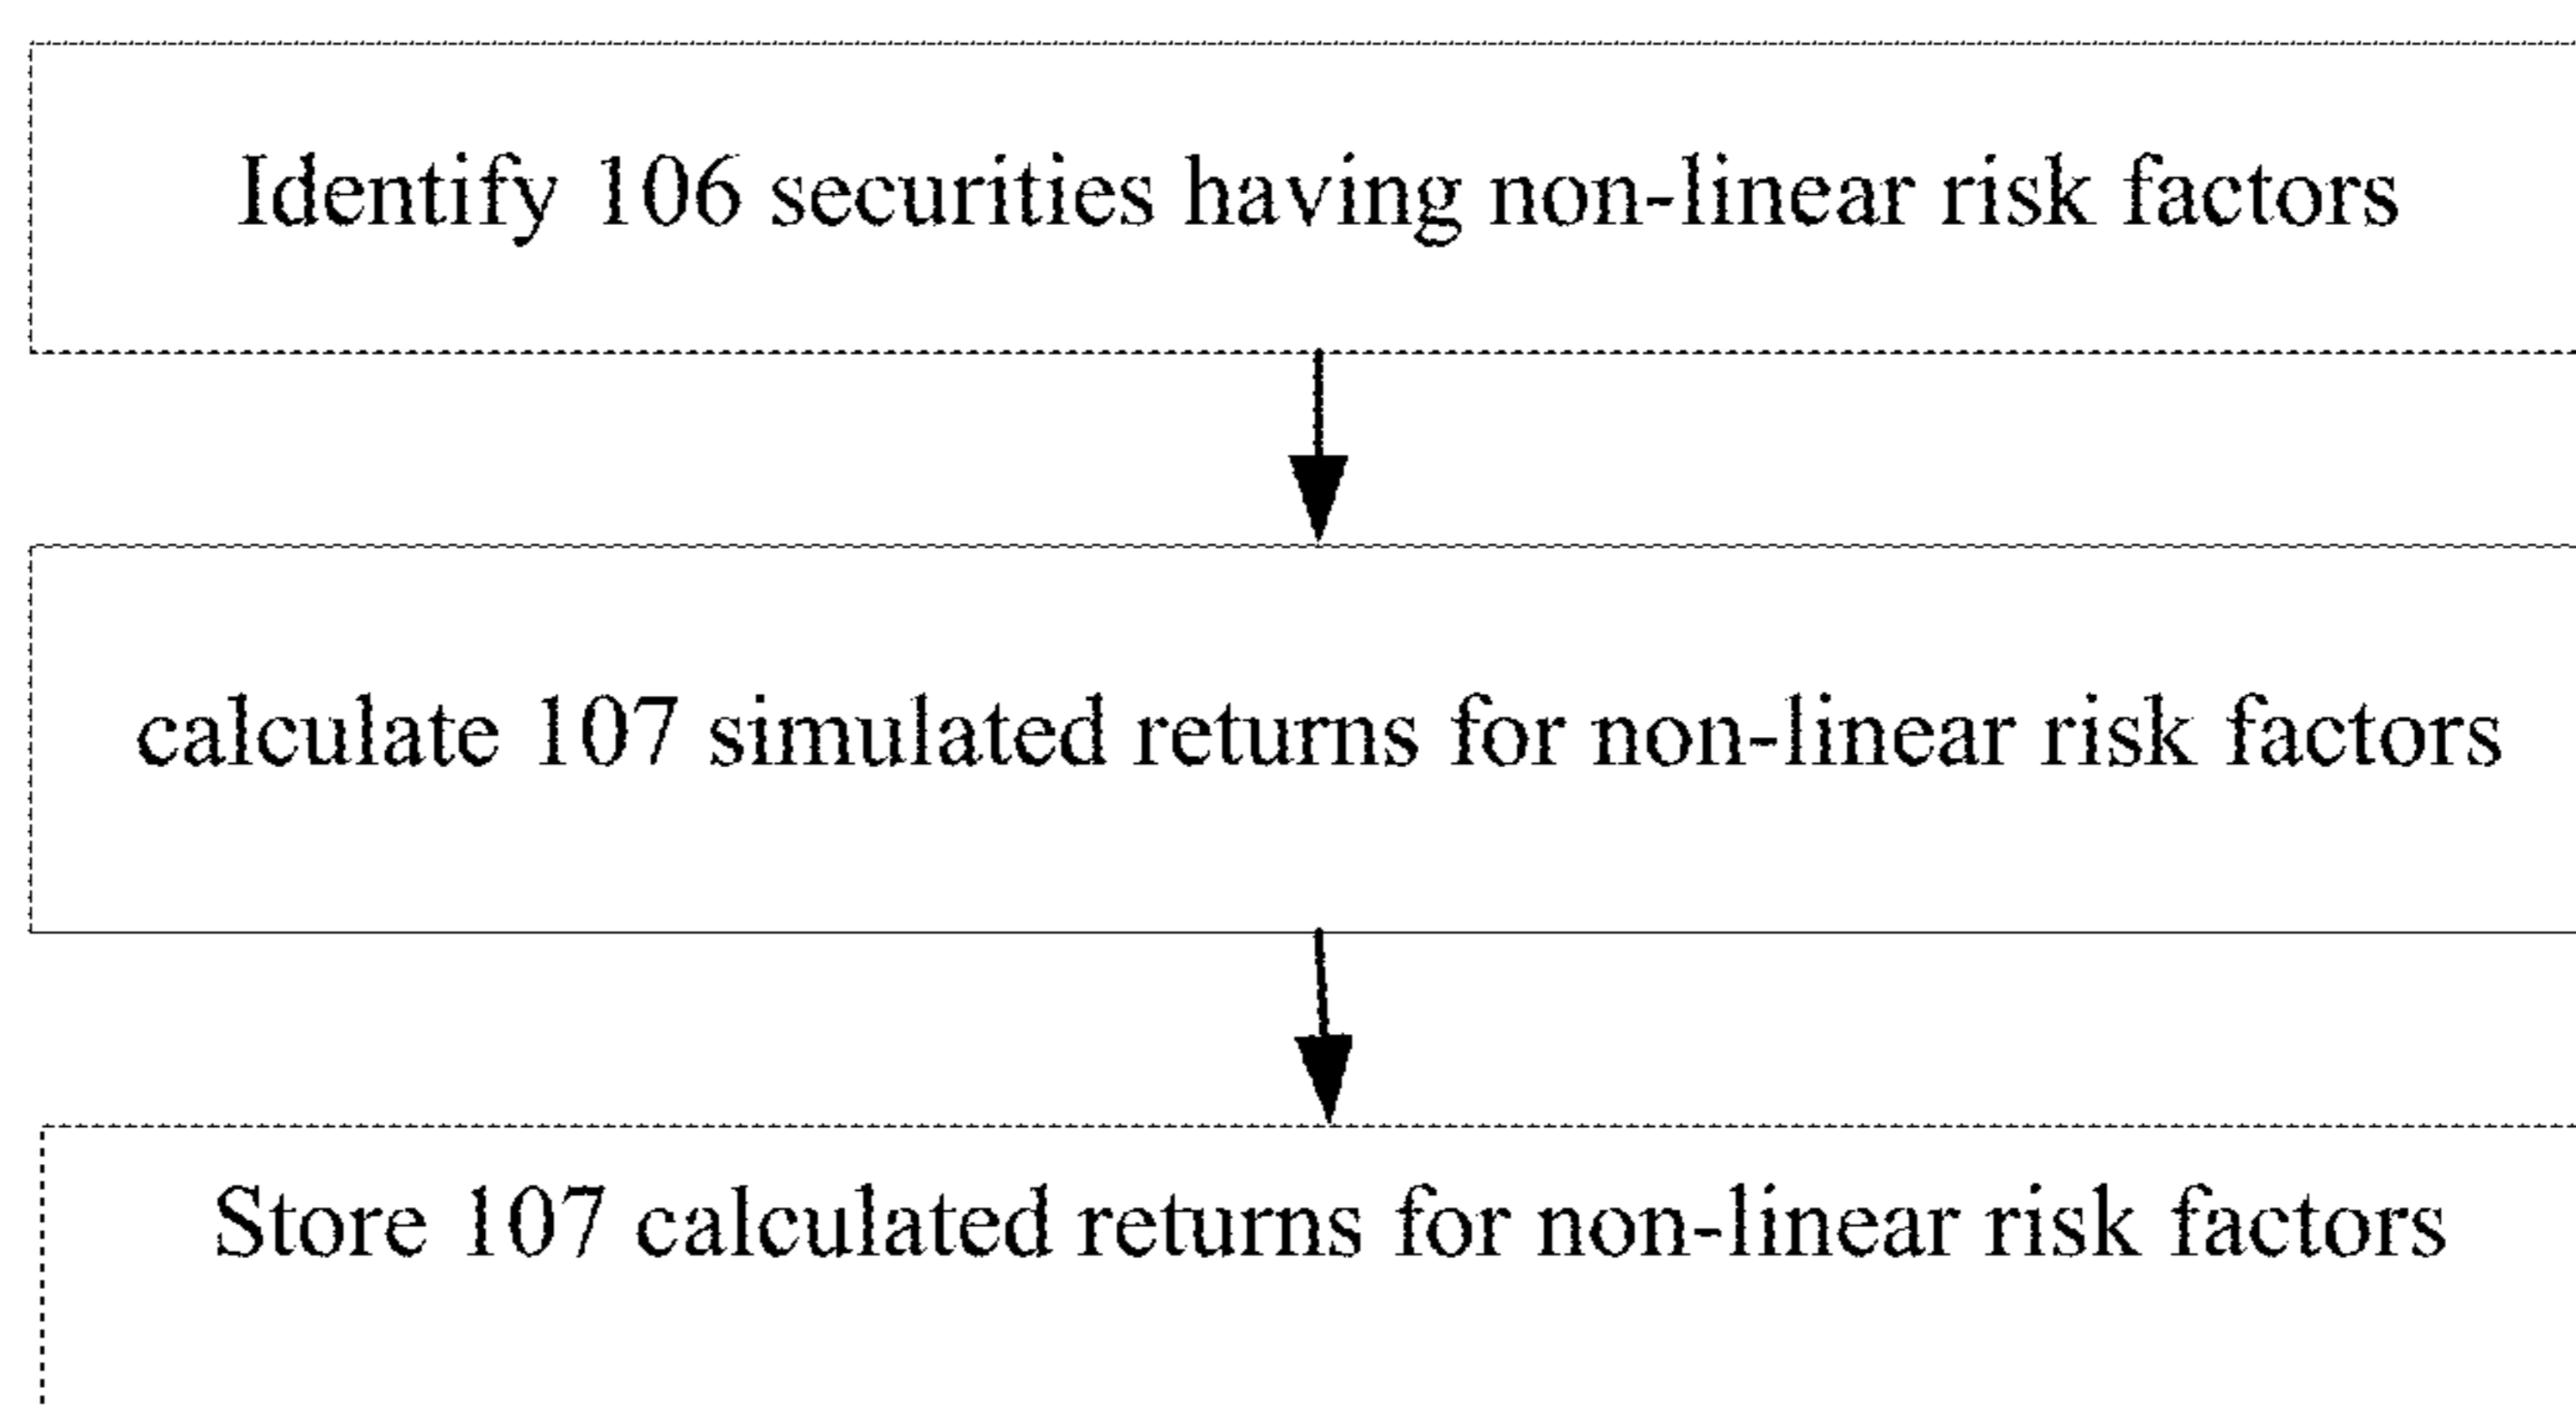 Identify 106 securities having non-linear risk factors
calculate 107 simulated returns for non-linear risk factors
Store 107 calculated returns for non-linear risk factors